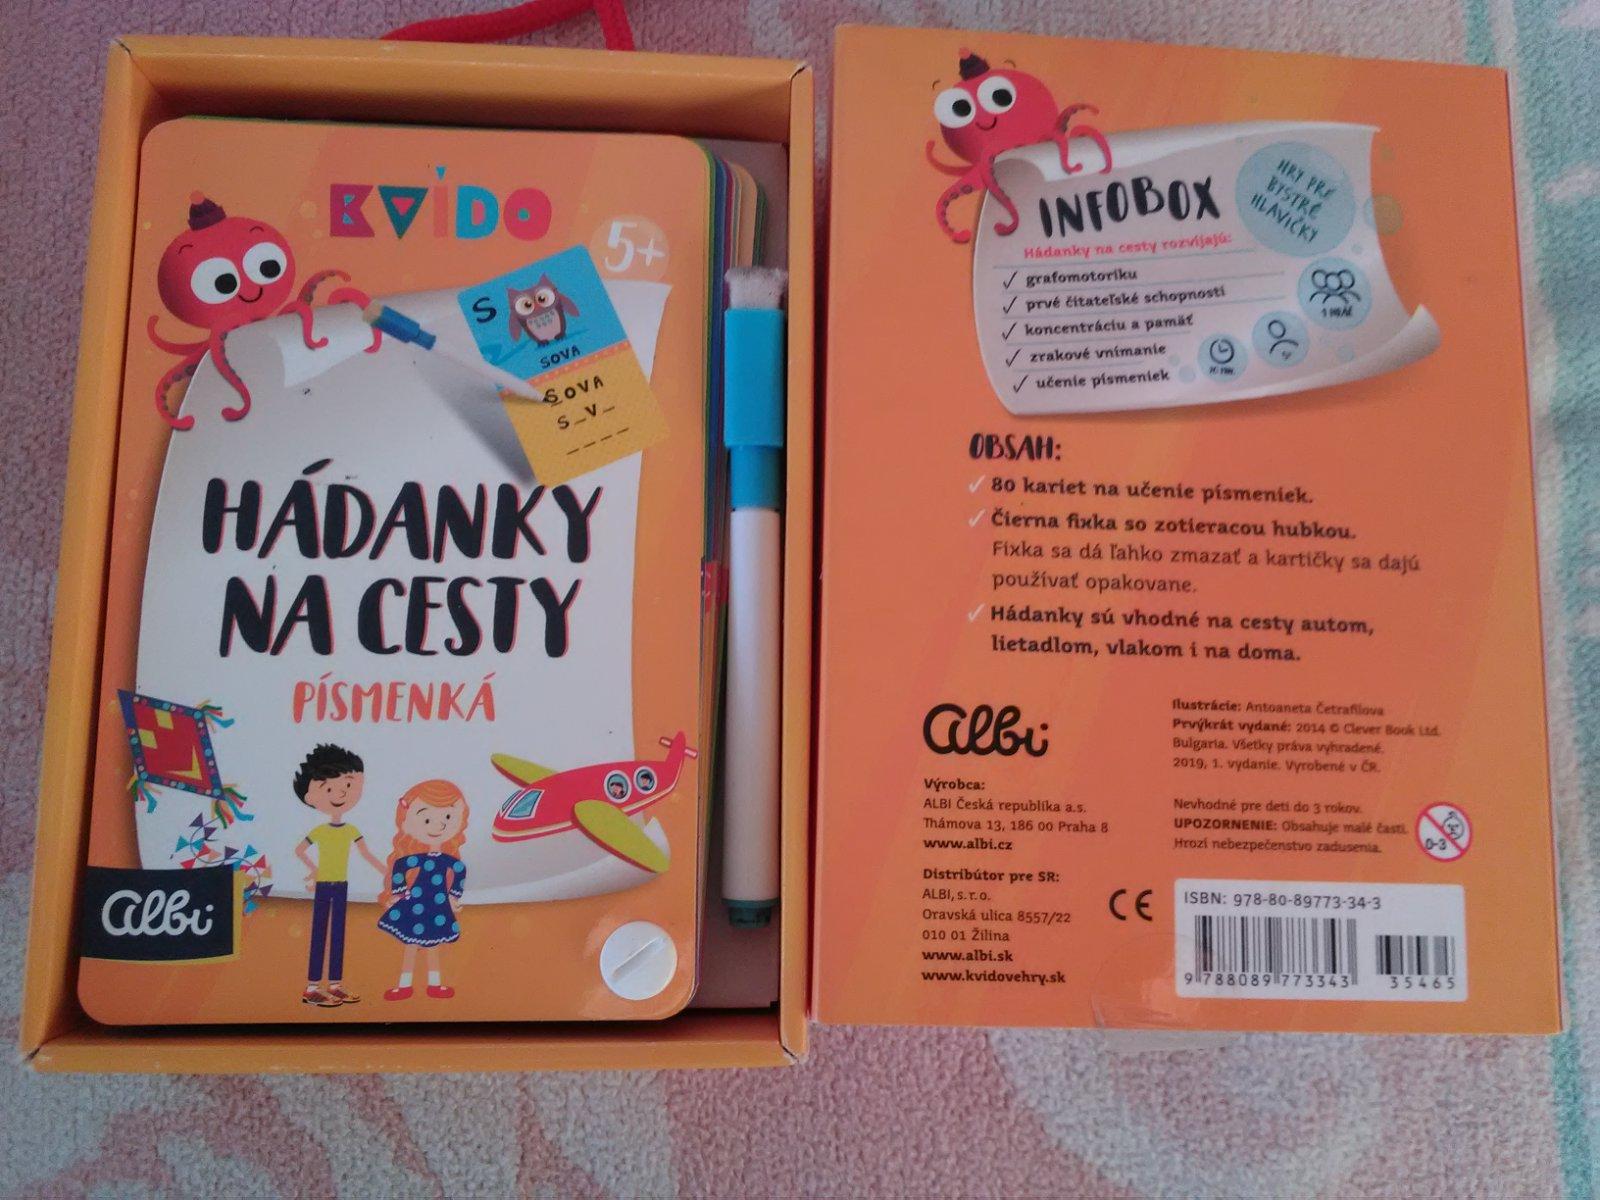 KVÍDO
5+
S
SOVA
SOVA
S_V_
_ _ _ _
HÁDANKY
NA CESTY
PÍSMENKÁ
albi
INFOBOX
HRY PRE
BYSTRÉ
HLAVIČKY
Hádanky na cesty rozvíjajú:
✓ grafomotoriku
✓ prvé čitateľské schopnosti
✓ koncentráciu a pamäť
✓ zrakové vnímanie
✓ učenie písmeniek
1 HRÁČ
OBSAH:
✓ 80 kariet na učenie písmeniek.
✓ Čierna fixka so zotieracou hubkou.
Fixka sa dá ľahko zmazať a kartičky sa dajú
používať opakovane.
✓ Hádanky sú vhodné na cesty autom,
lietadlom, vlakom i na doma.
albi
Výrobca:
ALBI Česká republíka a.s.
Thámova 13, 186 00 Praha 8
www.albi.cz
Distribútor pre SR:
ALBI, s. r. o.
Oravská ulica 8557/22
010 01 Žilina
www.albi.sk
www.kvidovehry.sk
Ilustrácie: Antoaneta Četrafilova
Prvýkrát vydané: 2014 © Clever Book Ltd.
Bulgaria. Všetky práva vyhradené.
2019, 1. vydanie. Vyrobené v ČR.
Nevhodné pre deti do 3 rokov.
UPOZORNENIE: Obsahuje malé časti.
Hrozí nebezpečenstvo zadusenia.
0-3
CE
ISBN: 978-80-89773-34-3
9 788089 773343
35465